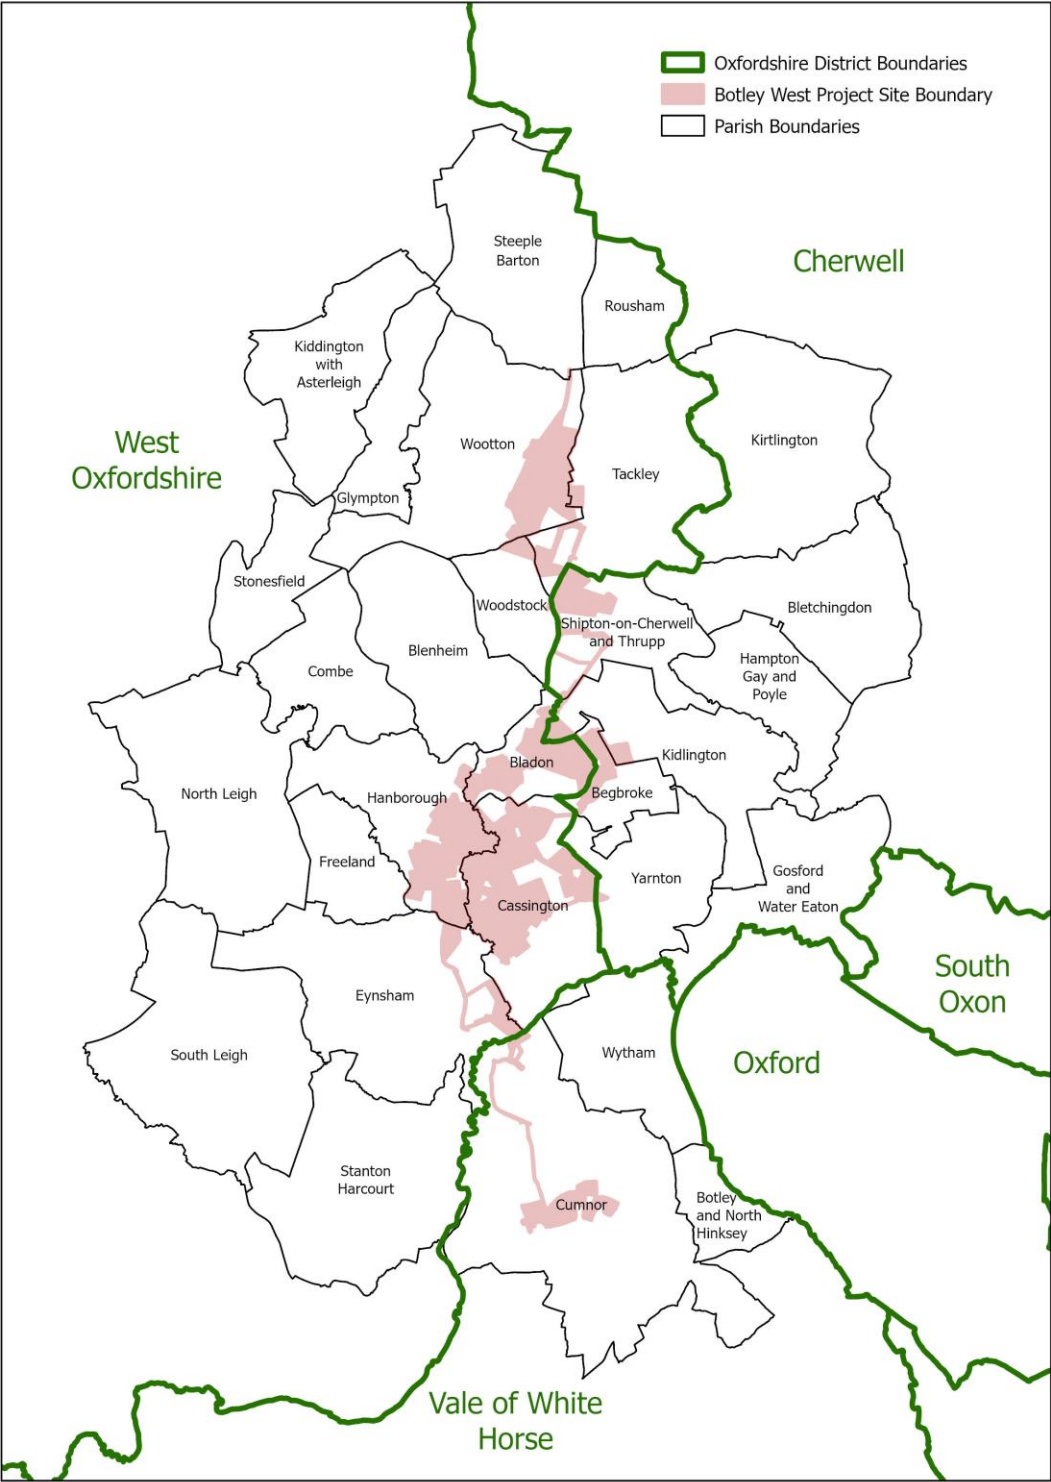 Oxfordshire District Boundaries
Botley West Project Site Boundary
Parish Boundaries
Steeple
Barton
Cherwell
Rousham
Kiddington
with
Asterleigh
West
Oxfordshire
Wootton
Kirtlington
Tackley
Glympton
Stonesfield
Woodstock
Bletchingdon
Shipton-on-Cherwell
and Thrupp
Blenheim
Combe
Hampton
Gay and
Poyle
Bladon
Kidlington
North Leigh
Hanborough
Begbroke
Freeland
Yarnton
Gosford
and
Water Eaton
Cassington
South
Oxon
Eynsham
South Leigh
Wytham
Oxford
Stanton
Harcourt
Cumnor
Botley
and North
Hinksey
Vale of White
Horse